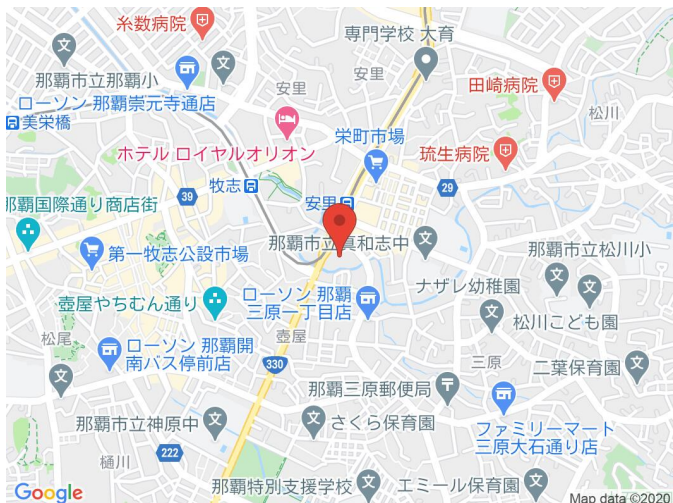 糸数病院
専門学校 大育
那覇市立那覇小
安里
安里
田崎病院
ローソン 那覇崇元寺通店
松川
美栄橋
栄町市場
琉生病院
ホテル ロイヤルオリオン
牧志
29
39
安里
那覇国際通り商店街
那覇市立真和志中
那覇市立松川小
第一牧志公設市場
ナザレ幼稚園
ローソン 那覇
三原一丁目店
壺屋やちむん通り
松川こども園
松尾
壺屋
ローソン 那覇開
南バス停前店
330
三原
二葉保育園
那覇三原郵便局
那覇市立神原中
さくら保育園
ファミリーマート
三原大石通り店
222
樋川
那覇特別支援学校
エミール保育園
Google
Map data ©2020